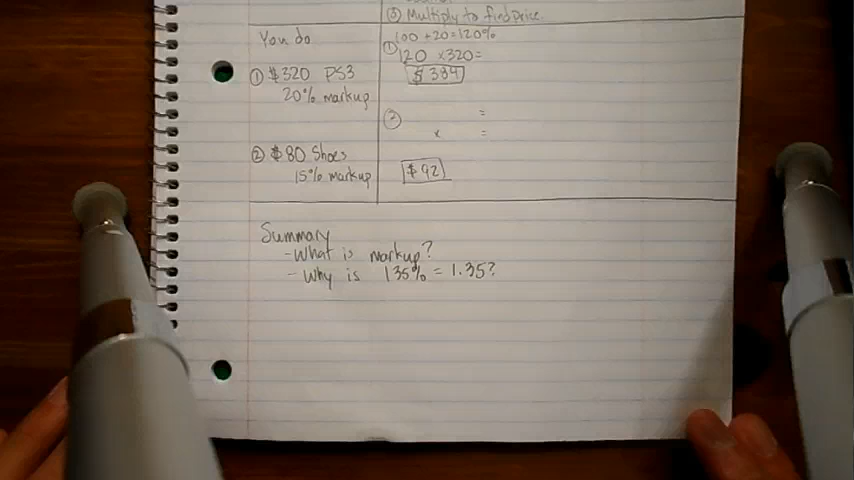 ③ Multiply to find price.
You do
100 + 20 = 120%
① 120 x320=
① $320 PS3
$384
20% markup
② =
x =
② $80 Shoes
15% markup
$92
Summary
- What is markup?
- Why is 135% = 1.35?